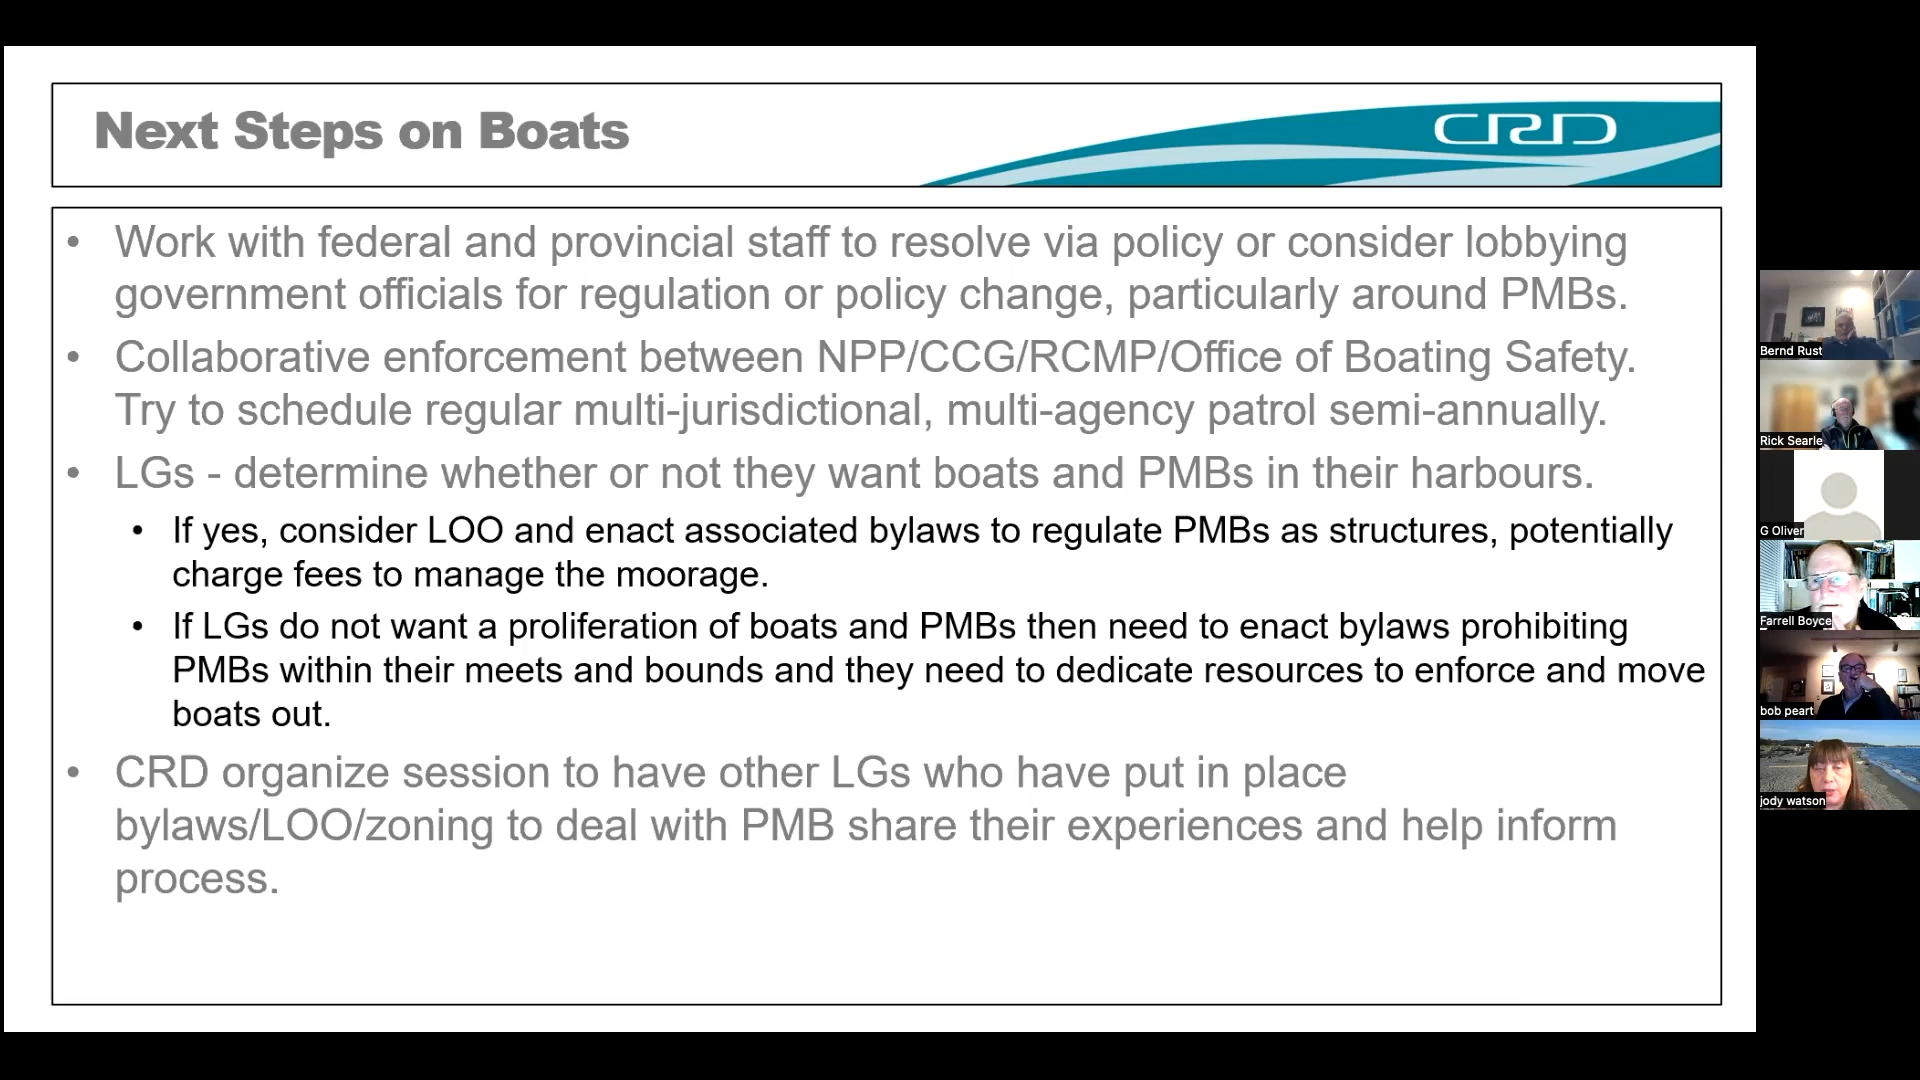 Next Steps on Boats
CRD
• Work with federal and provincial staff to resolve via policy or consider lobbying
government officials for regulation or policy change, particularly around PMBs.
• Collaborative enforcement between NPP/CCG/RCMP/Office of Boating Safety.
Try to schedule regular multi-jurisdictional, multi-agency patrol semi-annually.
• LGs - determine whether or not they want boats and PMBs in their harbours.
• If yes, consider LOO and enact associated bylaws to regulate PMBs as structures, potentially
charge fees to manage the moorage.
• If LGs do not want a proliferation of boats and PMBs then need to enact bylaws prohibiting
PMBs within their meets and bounds and they need to dedicate resources to enforce and move
boats out.
• CRD organize session to have other LGs who have put in place
bylaws/LOO/zoning to deal with PMB share their experiences and help inform
process.
Bernd Rust
Rick Searle
G Oliver
Farrell Boyce
bob peart
jody watson